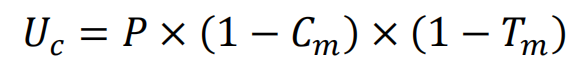 U_c = P × (1 − C_m) × (1 − T_m)